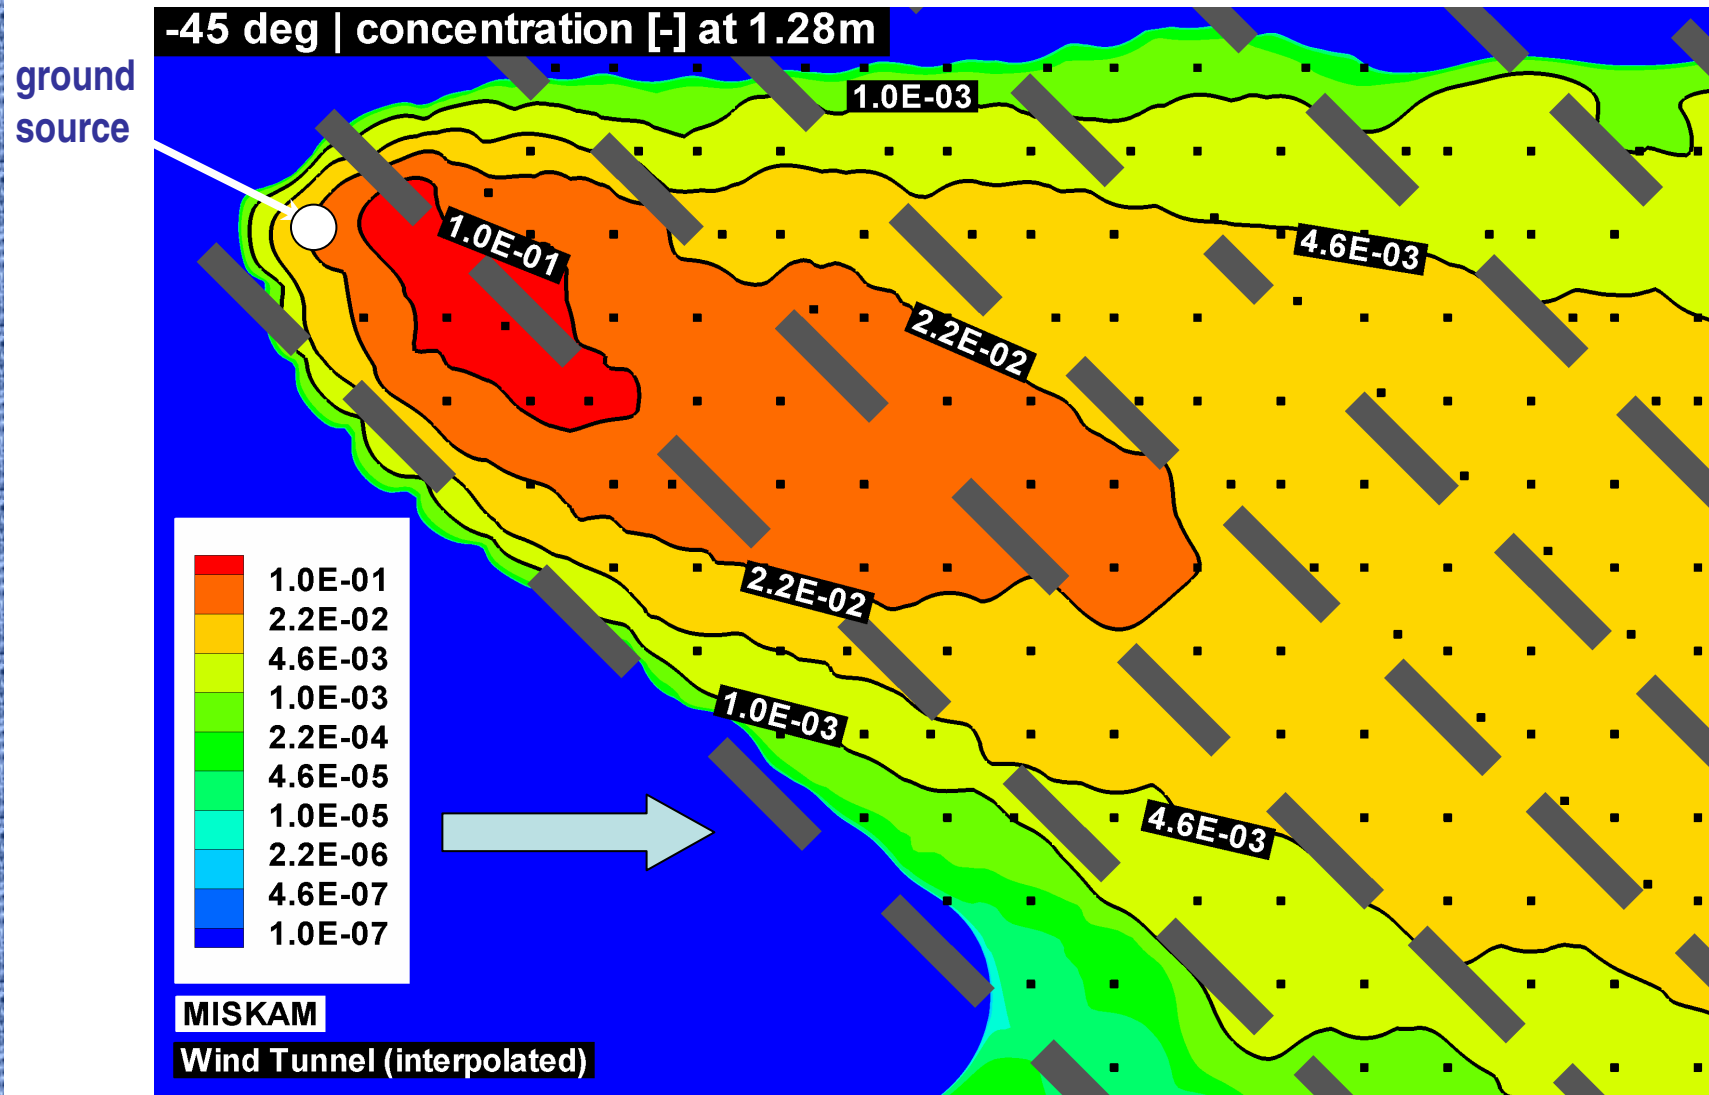 -45 deg | concentration [-] at 1.28m
ground
source
1.0E-03
1.0E-01
4.6E-03
2.2E-02
2.2E-02
1.0E-03
4.6E-03
1.0E-01
2.2E-02
4.6E-03
1.0E-03
2.2E-04
4.6E-05
1.0E-05
2.2E-06
4.6E-07
1.0E-07
MISKAM
Wind Tunnel (interpolated)